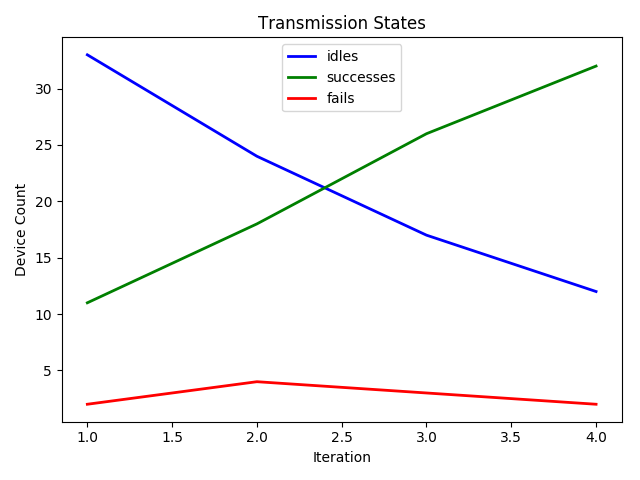 Transmission States
idles
successes
fails
Device Count
30
25
20
15
10
5
1.0 1.5 2.0 2.5 3.0 3.5 4.0
Iteration